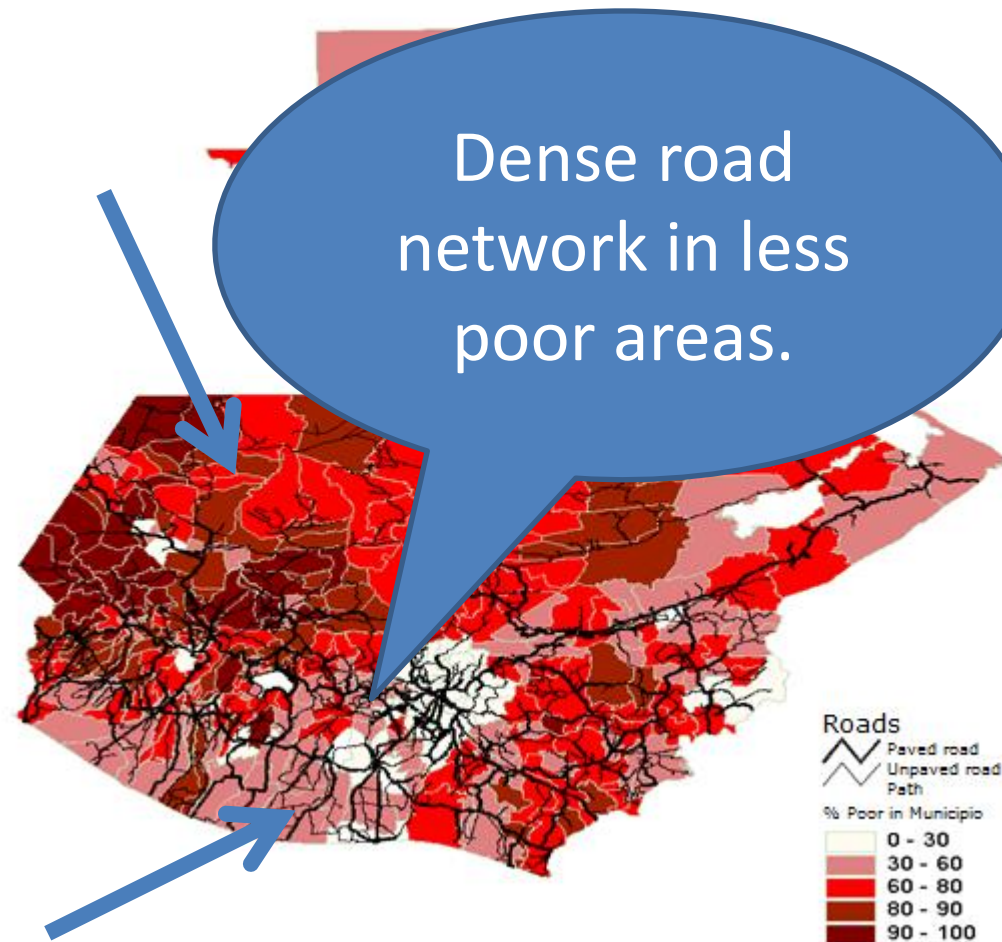 Dense road
network in less
poor areas.
Roads
Paved road
Unpaved road
Path
% Poor in Municipio
0 - 30
30 - 60
60 - 80
80 - 90
90 - 100